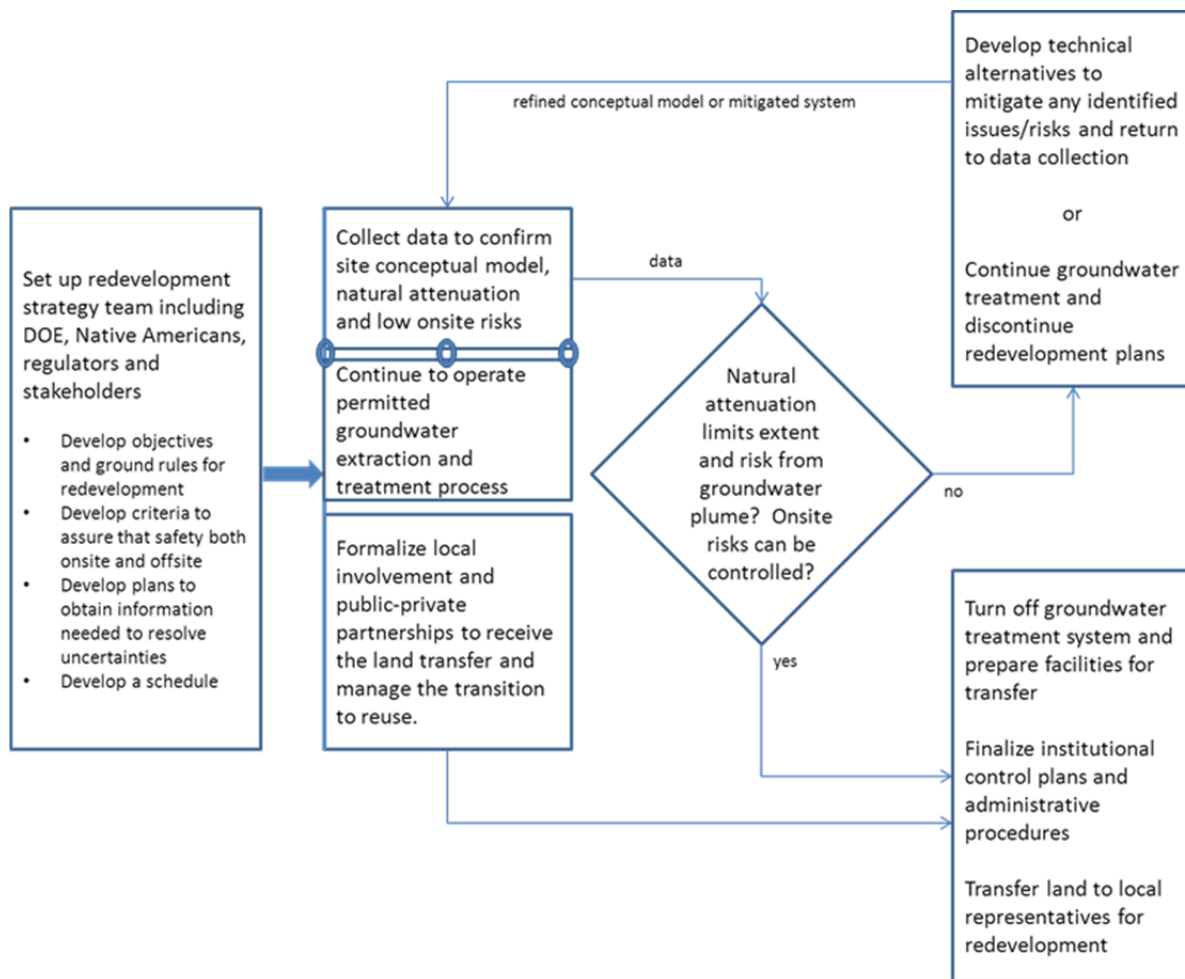 Set up redevelopment
strategy team including
DOE, Native Americans,
regulators and
stakeholders
• Develop objectives
and ground rules for
redevelopment
• Develop criteria to
assure that safety both
onsite and offsite
• Develop plans to
obtain information
needed to resolve
uncertainties
• Develop a schedule
refined conceptual model or mitigated system
Collect data to confirm
site conceptual model,
natural attenuation
and low onsite risks
Continue to operate
permitted
groundwater
extraction and
treatment process
Formalize local
involvement and
public-private
partnerships to receive
the land transfer and
manage the transition
to reuse.
data
Natural
attenuation
limits extent
and risk from
groundwater
plume? Onsite
risks can be
controlled?
no
yes
Develop technical
alternatives to
mitigate any identified
issues/risks and return
to data collection
or
Continue groundwater
treatment and
discontinue
redevelopment plans
Turn off groundwater
treatment system and
prepare facilities for
transfer
Finalize institutional
control plans and
administrative
procedures
Transfer land to local
representatives for
redevelopment